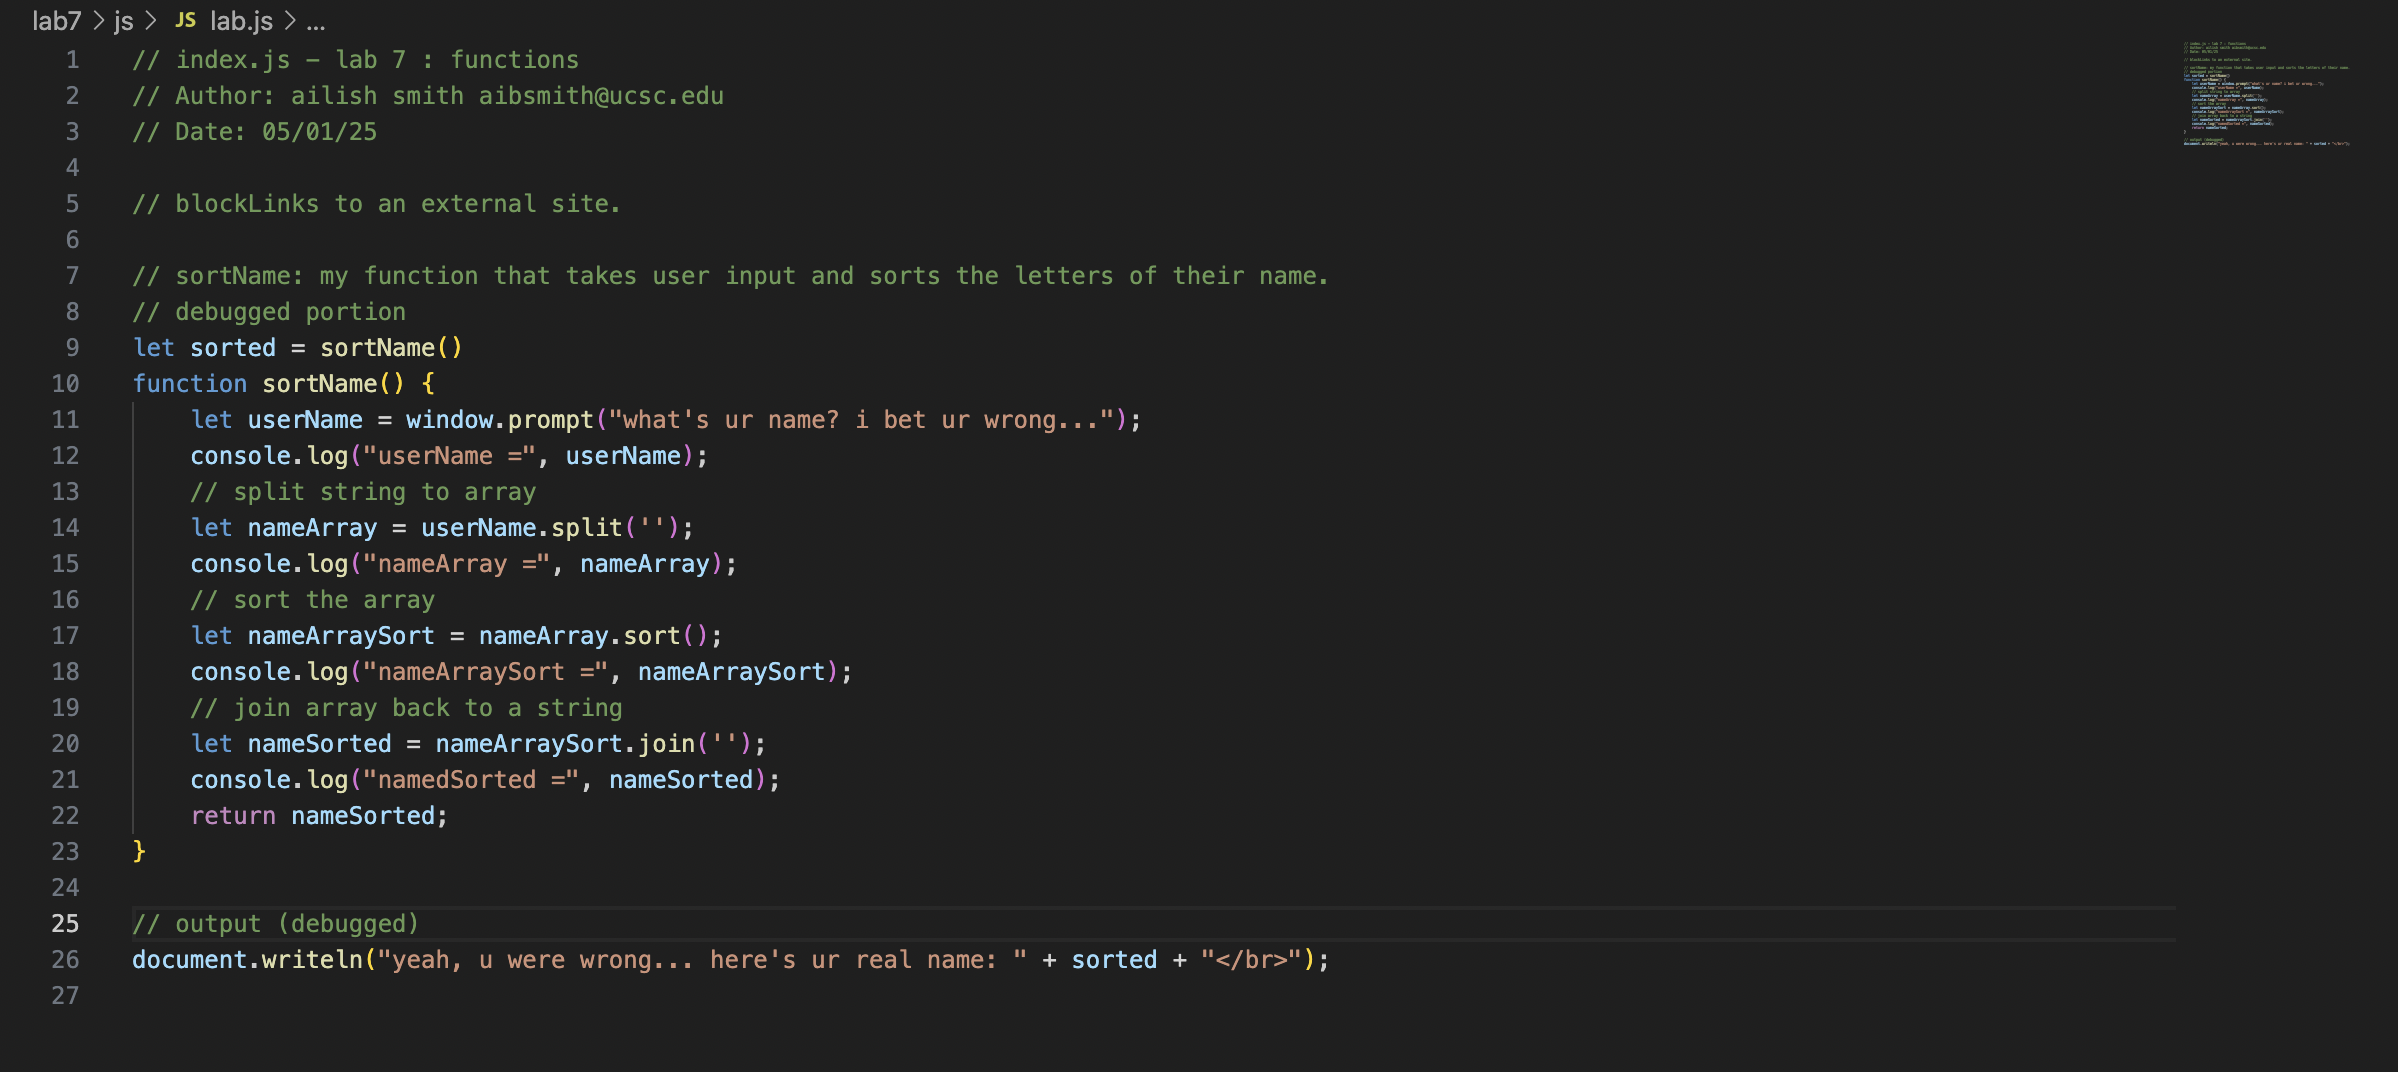 lab7 > js > JS lab.js > ...
1 // index.js – lab 7 : functions
2 // Author: ailish smith aibsmith@ucsc.edu
3 // Date: 05/01/25
4
5 // blockLinks to an external site.
6
7 // sortName: my function that takes user input and sorts the letters of their name.
8 // debugged portion
9 let sorted = sortName()
10 function sortName() {
11     let userName = window.prompt("what's ur name? i bet ur wrong...");
12     console.log("userName =", userName);
13     // split string to array
14     let nameArray = userName.split('');
15     console.log("nameArray =", nameArray);
16     // sort the array
17     let nameArraySort = nameArray.sort();
18     console.log("nameArraySort =", nameArraySort);
19     // join array back to a string
20     let nameSorted = nameArraySort.join('');
21     console.log("namedSorted =", nameSorted);
22     return nameSorted;
23 }
24
25 // output (debugged)
26 document.writeln("yeah, u were wrong... here's ur real name: " + sorted + "</br>");
27